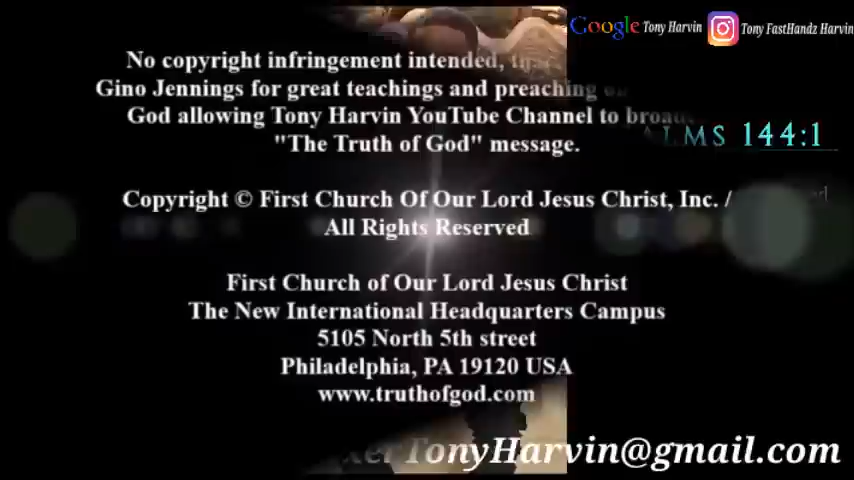 Google Tony Harvin Tony FastHandz Harvin
No copyright infringement intended,
Gino Jennings for great teachings and preaching
God allowing Tony Harvin YouTube Channel to
"The Truth of God" message.
144:1
Copyright © First Church Of Our Lord Jesus Christ, Inc. /
All Rights Reserved
First Church of Our Lord Jesus Christ
The New International Headquarters Campus
5105 North 5th street
Philadelphia, PA 19120 USA
www.truthofgod.com
TonyHarvin@gmail.com